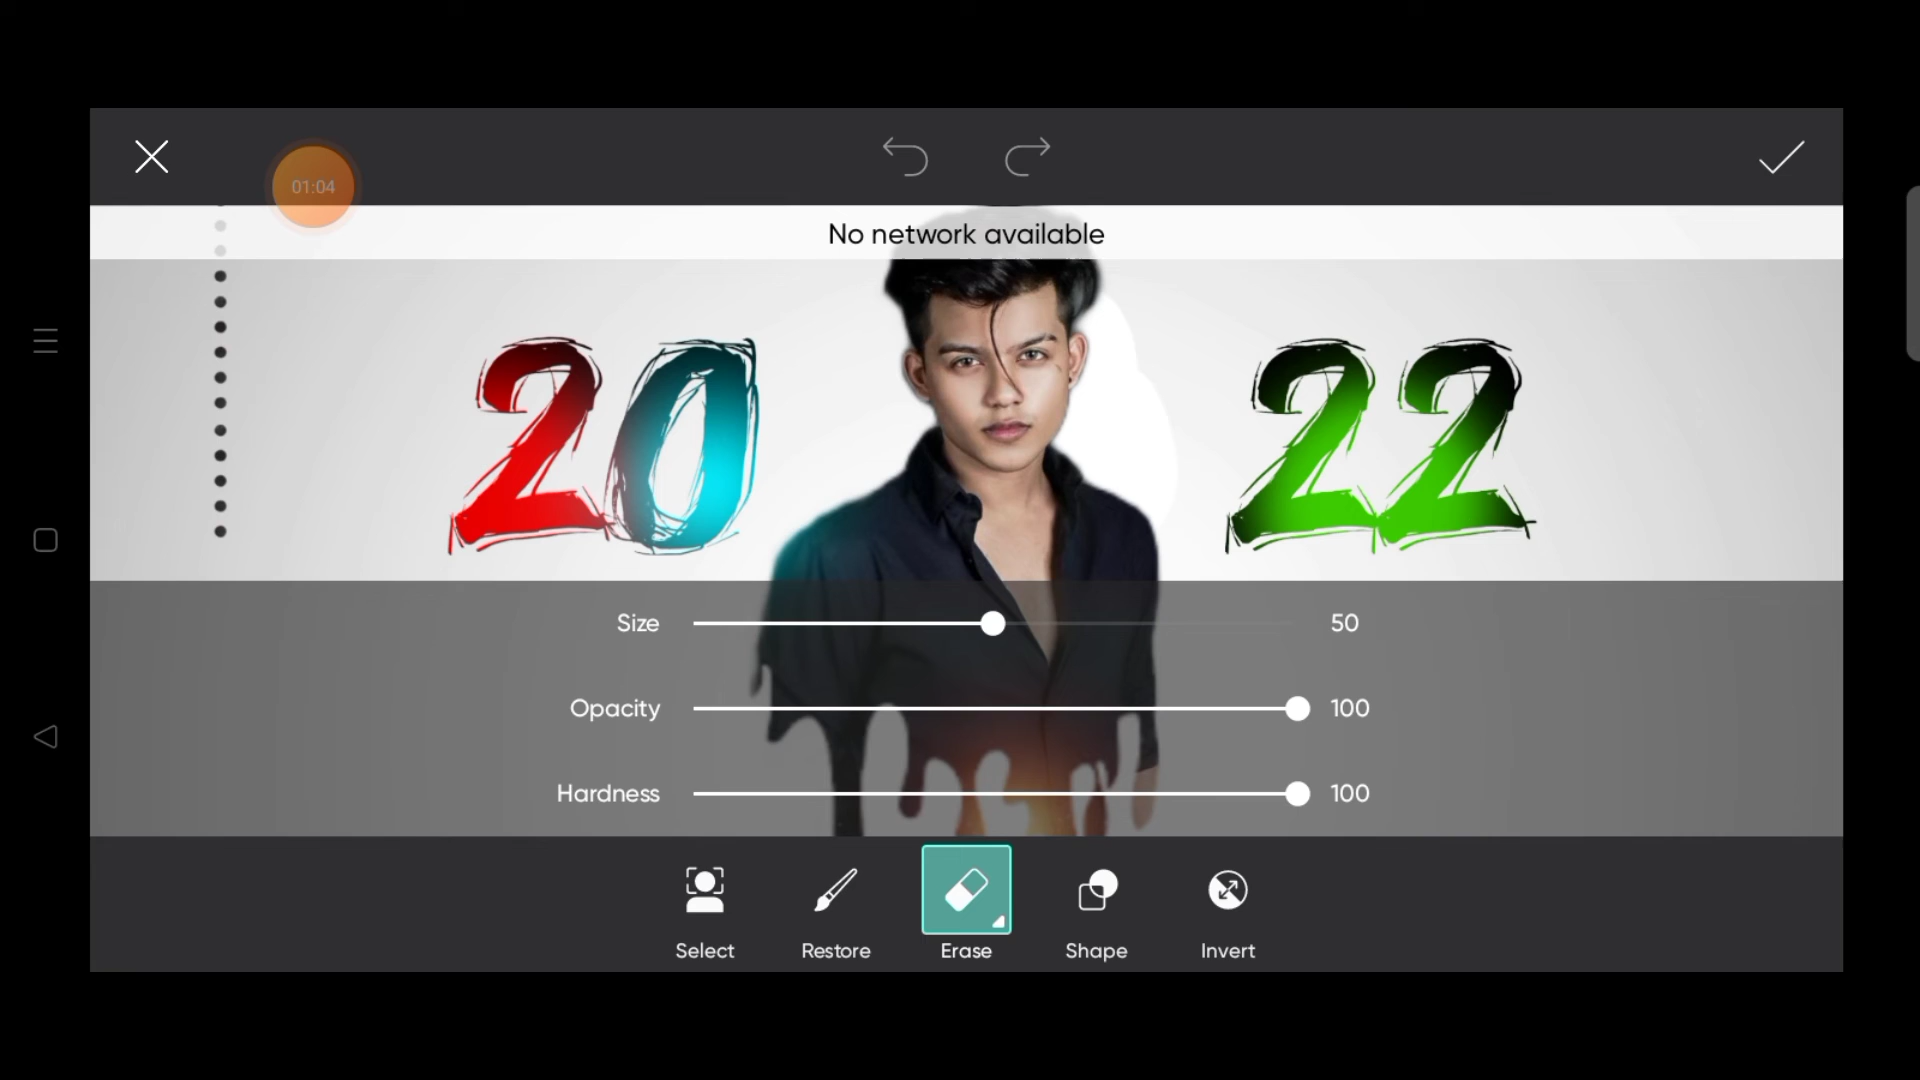 01:04
No network available
20 22
Size 50
Opacity 100
Hardness 100
Select Restore Erase Shape Invert